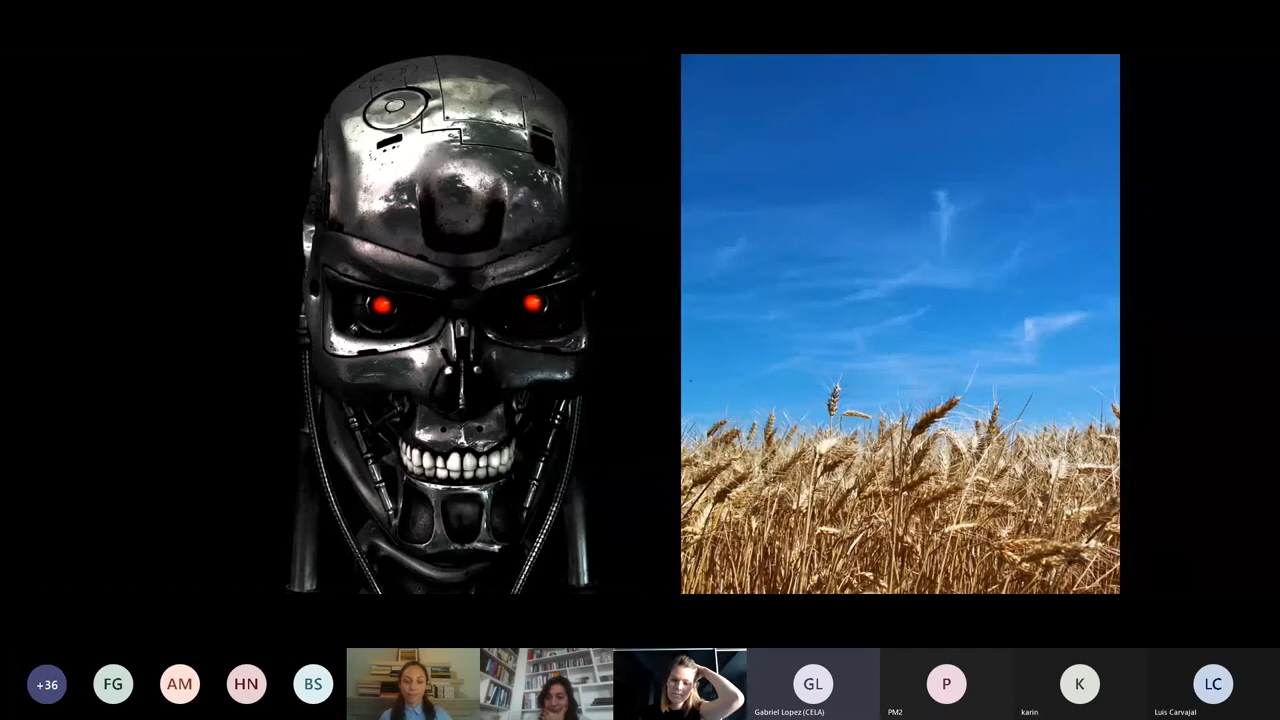 +36
FG
AM
HN
BS
GL
Gabriel Lopez (CELA)
P
PM2
K
karin
LC
Luis Carvajal